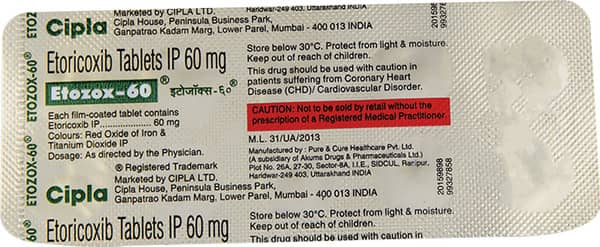 ETOZOX-60®
ETOZOX-60®
Cipla
Marketed by CIPLA LTD.
Cipla House, Peninsula Business Park,
Ganpatrao Kadam Marg, Lower Parel, Mumbai - 400 013 INDIA
Etoricoxib Tablets IP 60 mg
Etozox-60® इटोजॉक्स-६०®
Each film-coated tablet contains
Etoricoxib IP.................. 60 mg
Colours: Red Oxide of Iron &
Titanium Dioxide IP
Dosage: As directed by the Physician.
® Registered Trademark
Marketed by CIPLA LTD.
Cipla
Cipla House, Peninsula Business Park,
Ganpatrao Kadam Marg, Lower Parel, Mumbai - 400 013 INDIA
Etoricoxib Tablets IP 60 mg
Haridwar-249 403, Uttarakhand INDIA
Store below 30°C. Protect from light & moisture.
Keep out of reach of children.
This drug should be used with caution in
patients suffering from Coronary Heart
Disease (CHD)/ Cardiovascular Disorder.
CAUTION: Not to be sold by retail without the
prescription of a Registered Medical Practitioner.
M.L. 31/UA/2013
Manufactured by : Pure & Cure Healthcare Pvt. Ltd.
(A subsidiary of Akums Drugs & Pharmaceuticals Ltd.)
Plot No. 26A, 27-30, Sector-8A, I.I.E., SIDCUL, Ranipur,
Haridwar-249 403, Uttarakhand INDIA
Store below 30°C. Protect from light & moisture.
Keep out of reach of children.
This drug should be used with caution in
20159898
99327858
20159898
99327858